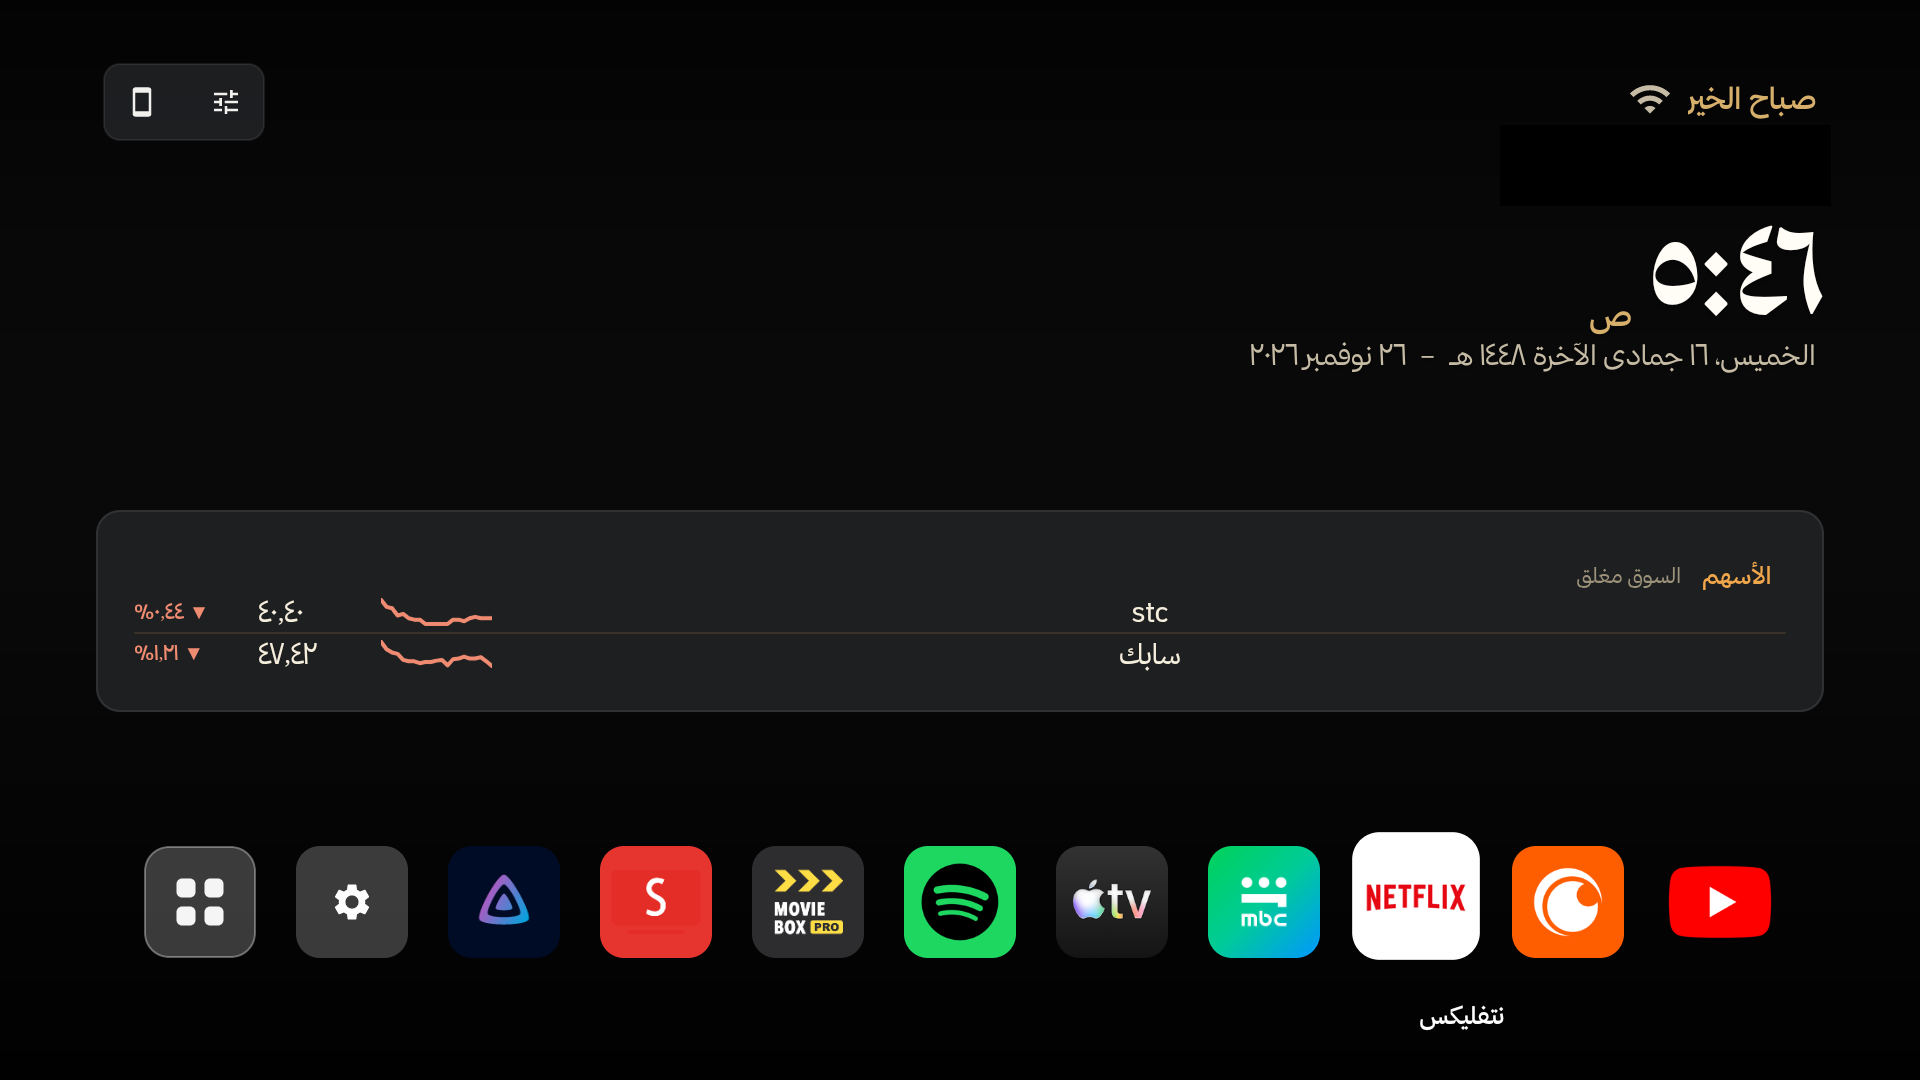 صباح الخير
٥:٤٦ ص
الخميس، ١٦ جمادى الآخرة ١٤٤٨ هـ – ٢٦ نوفمبر ٢٠٢٦
الأسهم السوق مغلق
stc ٤٠,٤٠ ▼ ٠,٤٤%
سابك ٤٧,٤٢ ▼ ١,٢١%
NETFLIX
mbc
tv
MOVIE
BOX PRO
S
نتفليكس